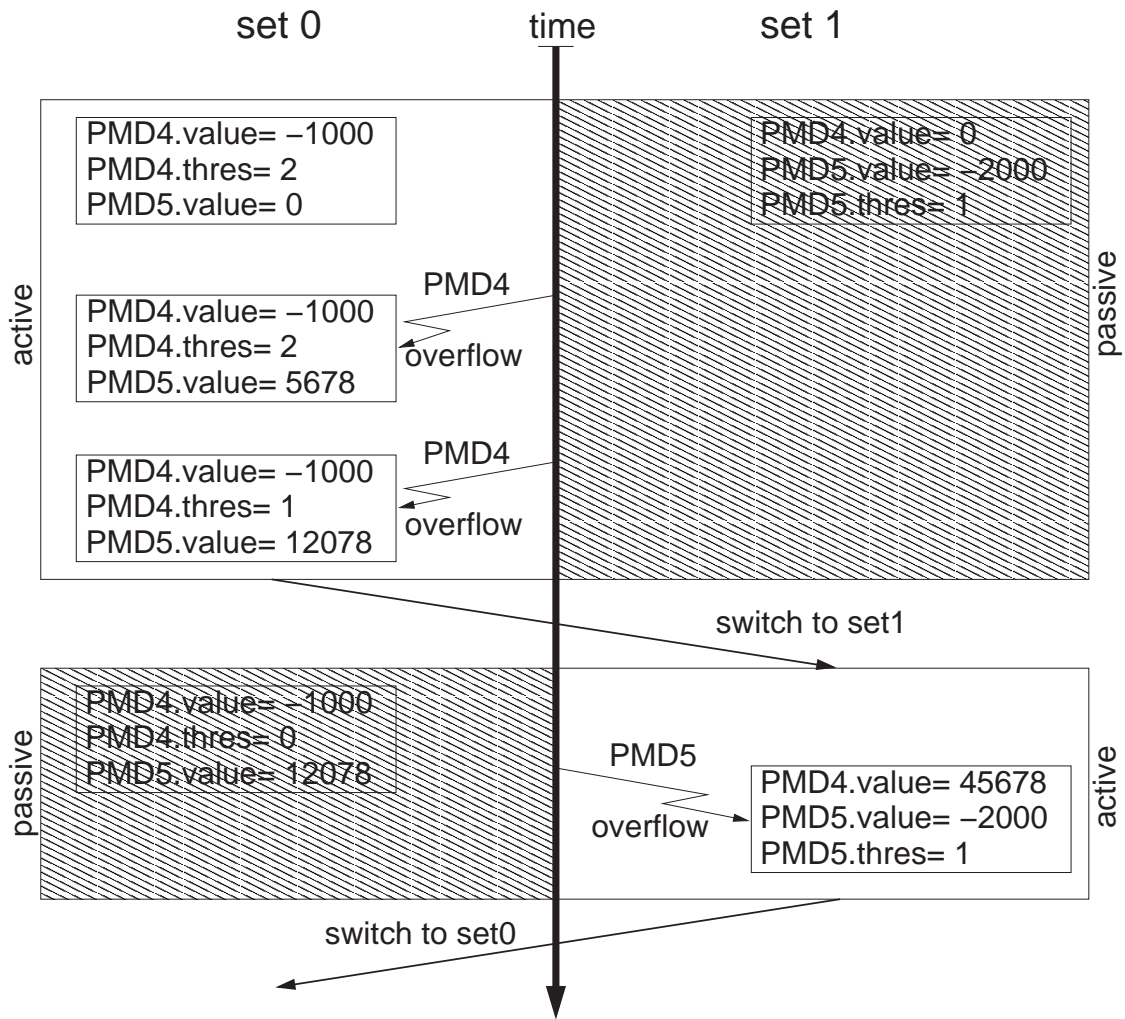 set 0
time
set 1
PMD4.value= −1000
PMD4.thres= 2
PMD5.value= 0
PMD4.value= 0
PMD5.value= −2000
PMD5.thres= 1
active
passive
PMD4
overflow
PMD4.value= −1000
PMD4.thres= 2
PMD5.value= 5678
PMD4
overflow
PMD4.value= −1000
PMD4.thres= 1
PMD5.value= 12078
switch to set1
passive
PMD4.value= −1000
PMD4.thres= 0
PMD5.value= 12078
PMD5
overflow
PMD4.value= 45678
PMD5.value= −2000
PMD5.thres= 1
active
switch to set0